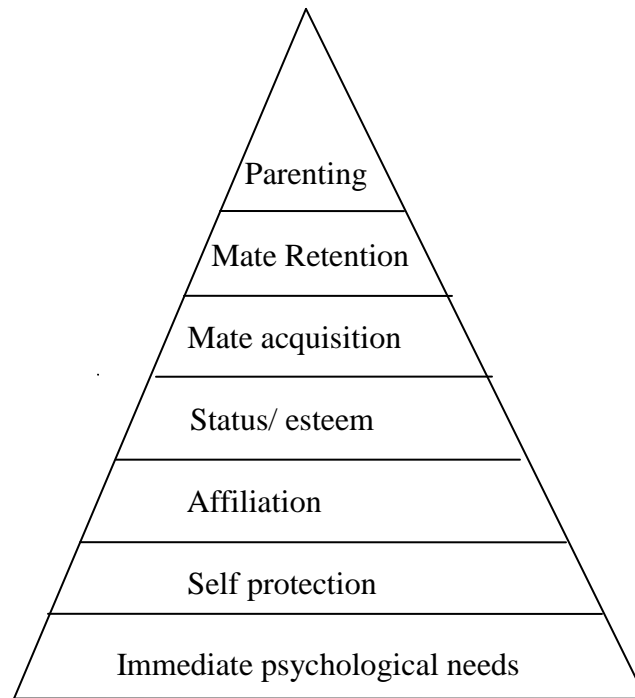 Parenting
Mate Retention
Mate acquisition
Status/ esteem
Affiliation
Self protection
Immediate psychological needs